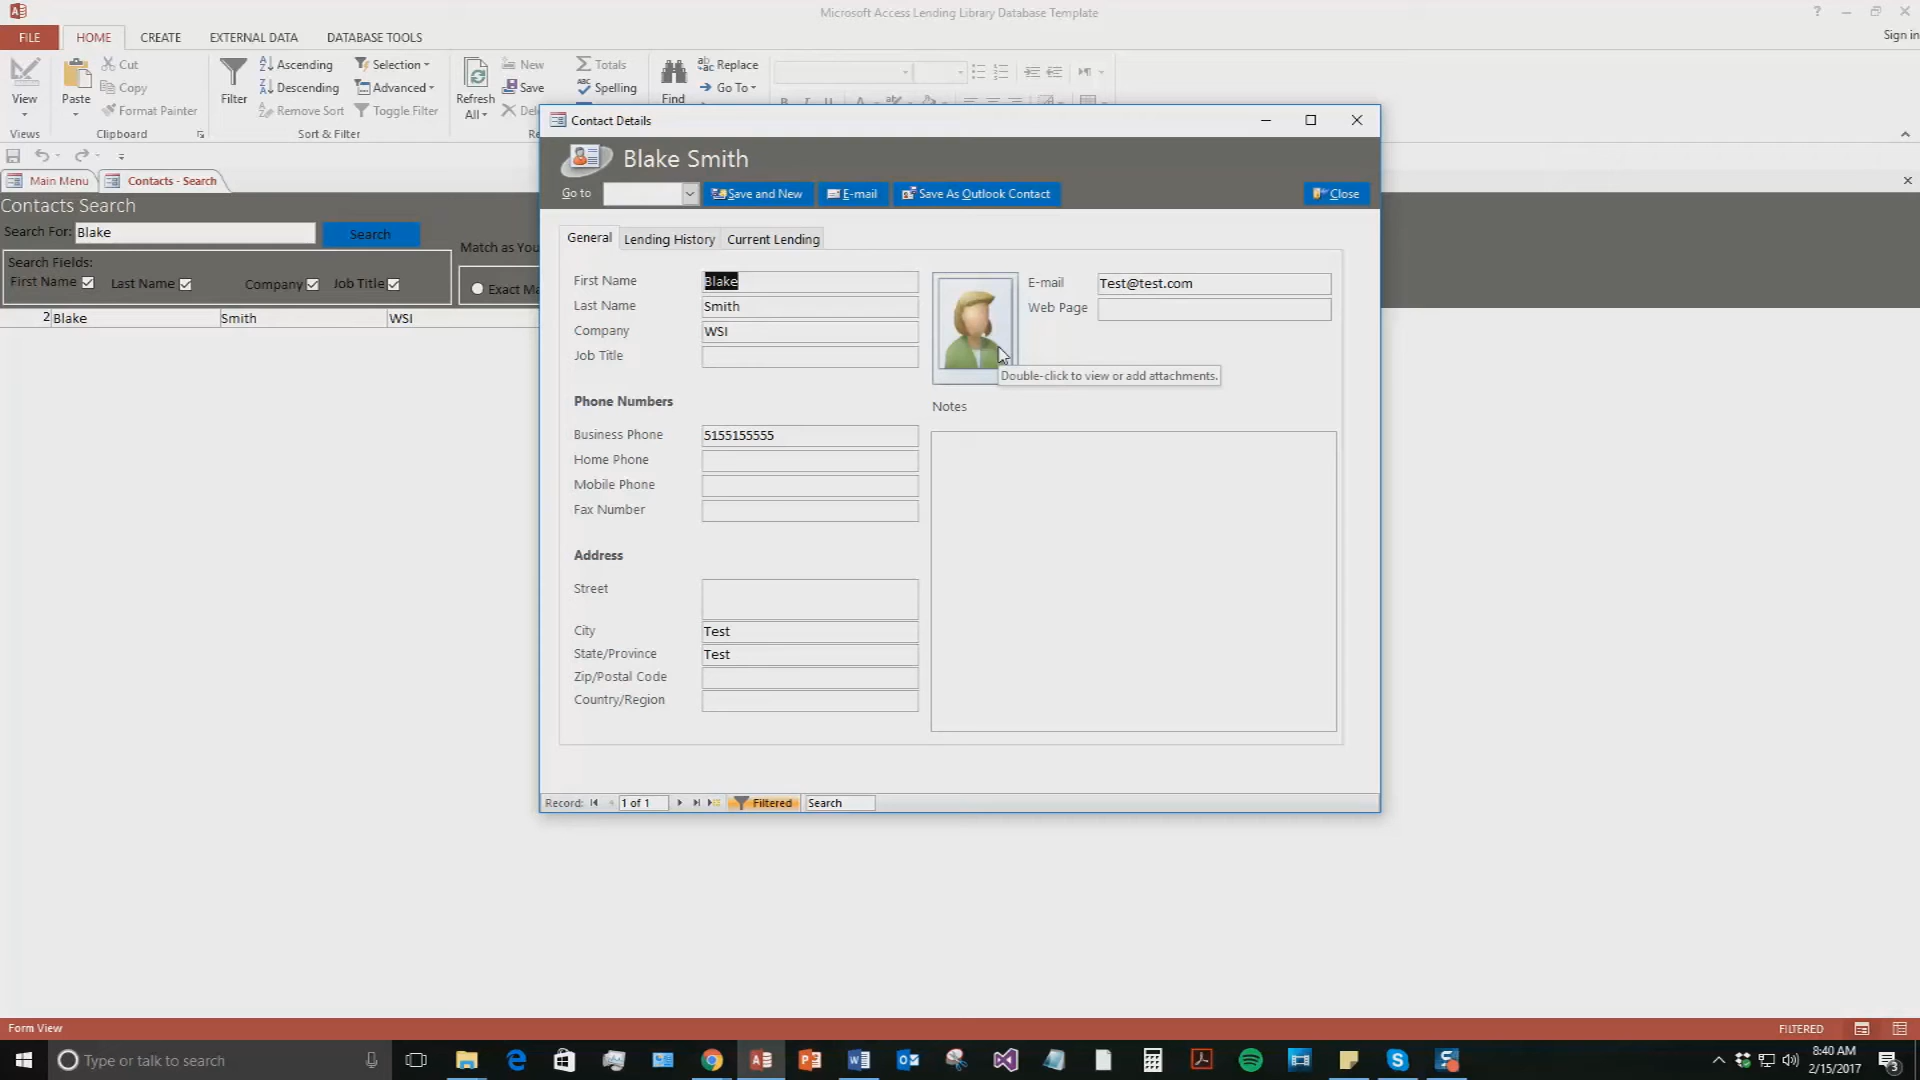 Microsoft Access Lending Library Database Template
?
Sign in
FILE HOME CREATE EXTERNAL DATA DATABASE TOOLS
View
Views
Paste
Cut
Copy
Format Painter
Clipboard
Filter
Ascending
Descending
Remove Sort
Selection
Advanced
Toggle Filter
Sort & Filter
Refresh
All
New
Save
Totals
Spelling
Find
Replace
Go To
Main Menu
Contacts - Search
Contacts Search
Search For: Blake
Search
Match as You
Search Fields:
First Name Last Name Company Job Title
2 Blake Smith WSI
Contact Details
Blake Smith
Go to Save and New E-mail Save As Outlook Contact Close
General Lending History Current Lending
First Name Blake
Last Name Smith
Company WSI
Job Title
E-mail Test@test.com
Web Page
Double-click to view or add attachments.
Notes
Phone Numbers
Business Phone 5155155555
Home Phone
Mobile Phone
Fax Number
Address
Street
City Test
State/Province Test
Zip/Postal Code
Country/Region
Record: 1 of 1 Filtered Search
Form View
FILTERED
Type or talk to search
8:40 AM
2/15/2017
3